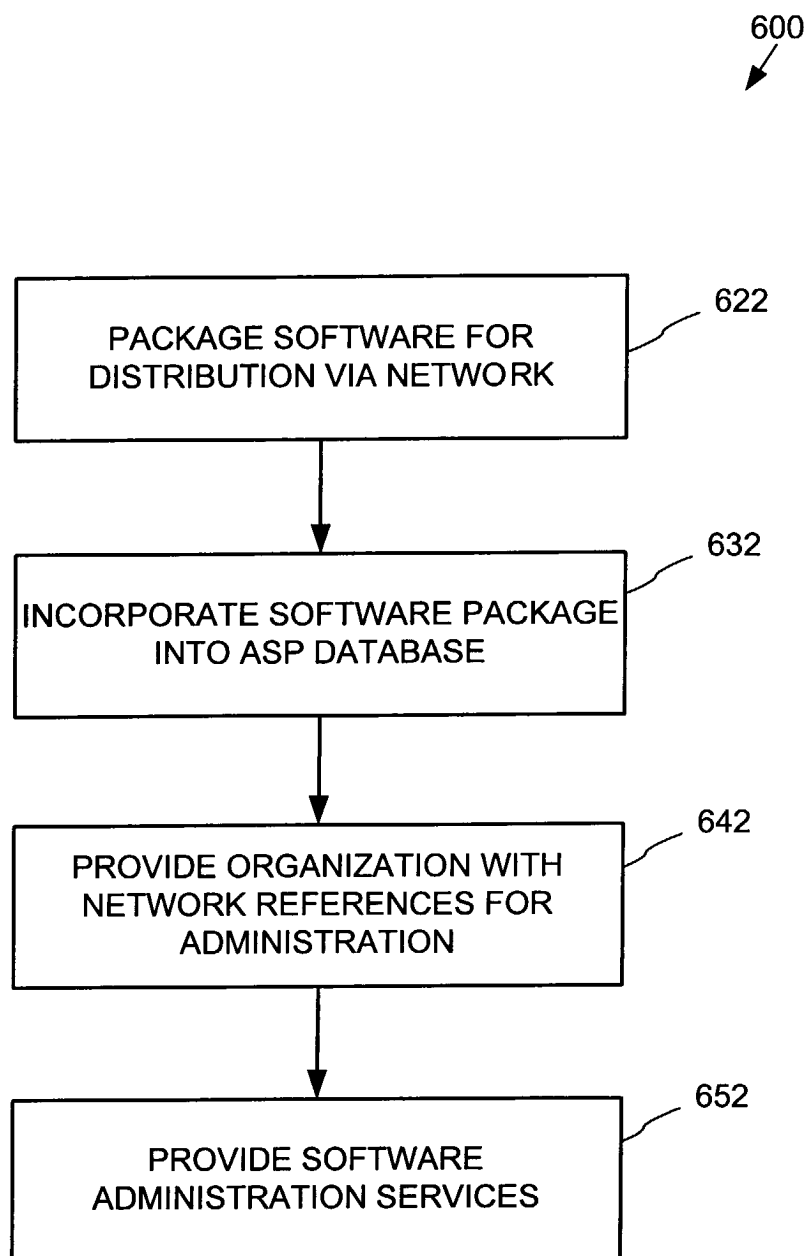 600
622
PACKAGE SOFTWARE FOR
DISTRIBUTION VIA NETWORK
632
INCORPORATE SOFTWARE PACKAGE
INTO ASP DATABASE
642
PROVIDE ORGANIZATION WITH
NETWORK REFERENCES FOR
ADMINISTRATION
652
PROVIDE SOFTWARE
ADMINISTRATION SERVICES